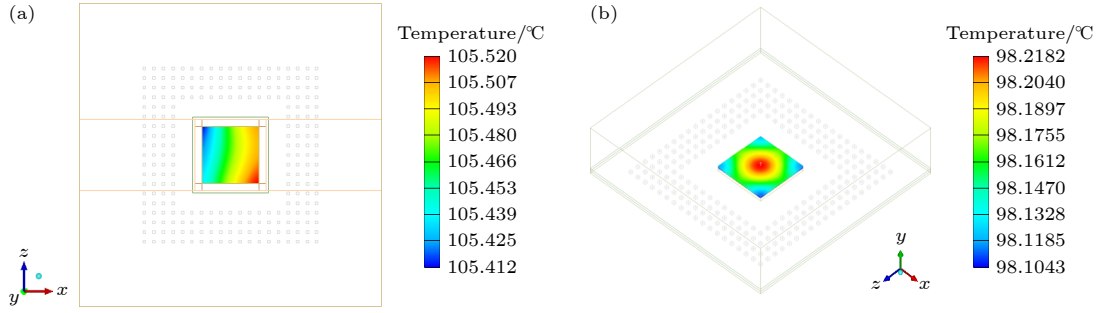 (a)
Temperature/℃
105.520
105.507
105.493
105.480
105.466
105.452
105.439
105.425
105.412
z
y
x
(b)
Temperature/℃
98.2182
98.2040
98.1897
98.1755
98.1612
98.1470
98.1328
98.1185
98.1043
y
z
x